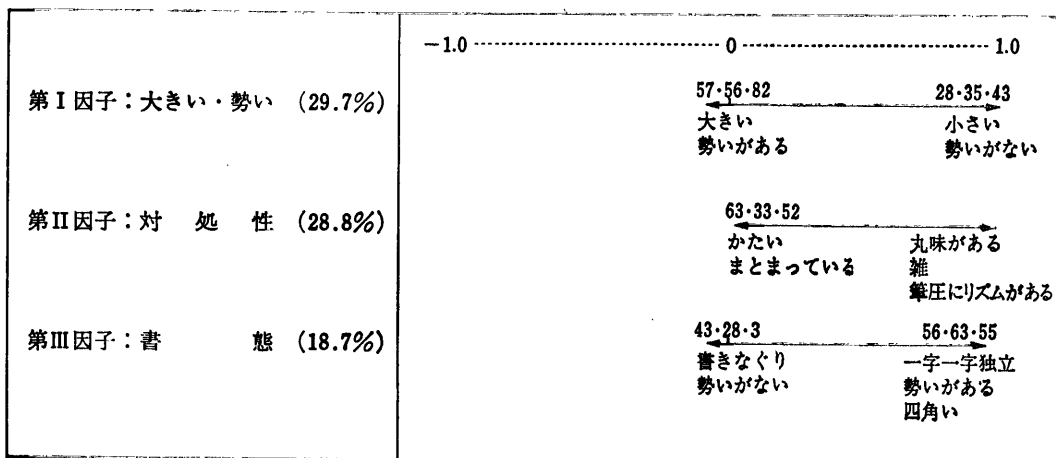 −1.0 0 1.0
第Ⅰ因子：大きい・勢い (29.7%)
57・56・82 28・35・43
大きい 小さい
勢いがある 勢いがない
第Ⅱ因子：対処性 (28.8%)
63・33・52
かたい 丸味がある
まとまっている 雑
筆圧にリズムがある
第Ⅲ因子：書態 (18.7%)
43・28・3 56・63・55
書きなぐり 一字一字独立
勢いがない 勢いがある
四角い